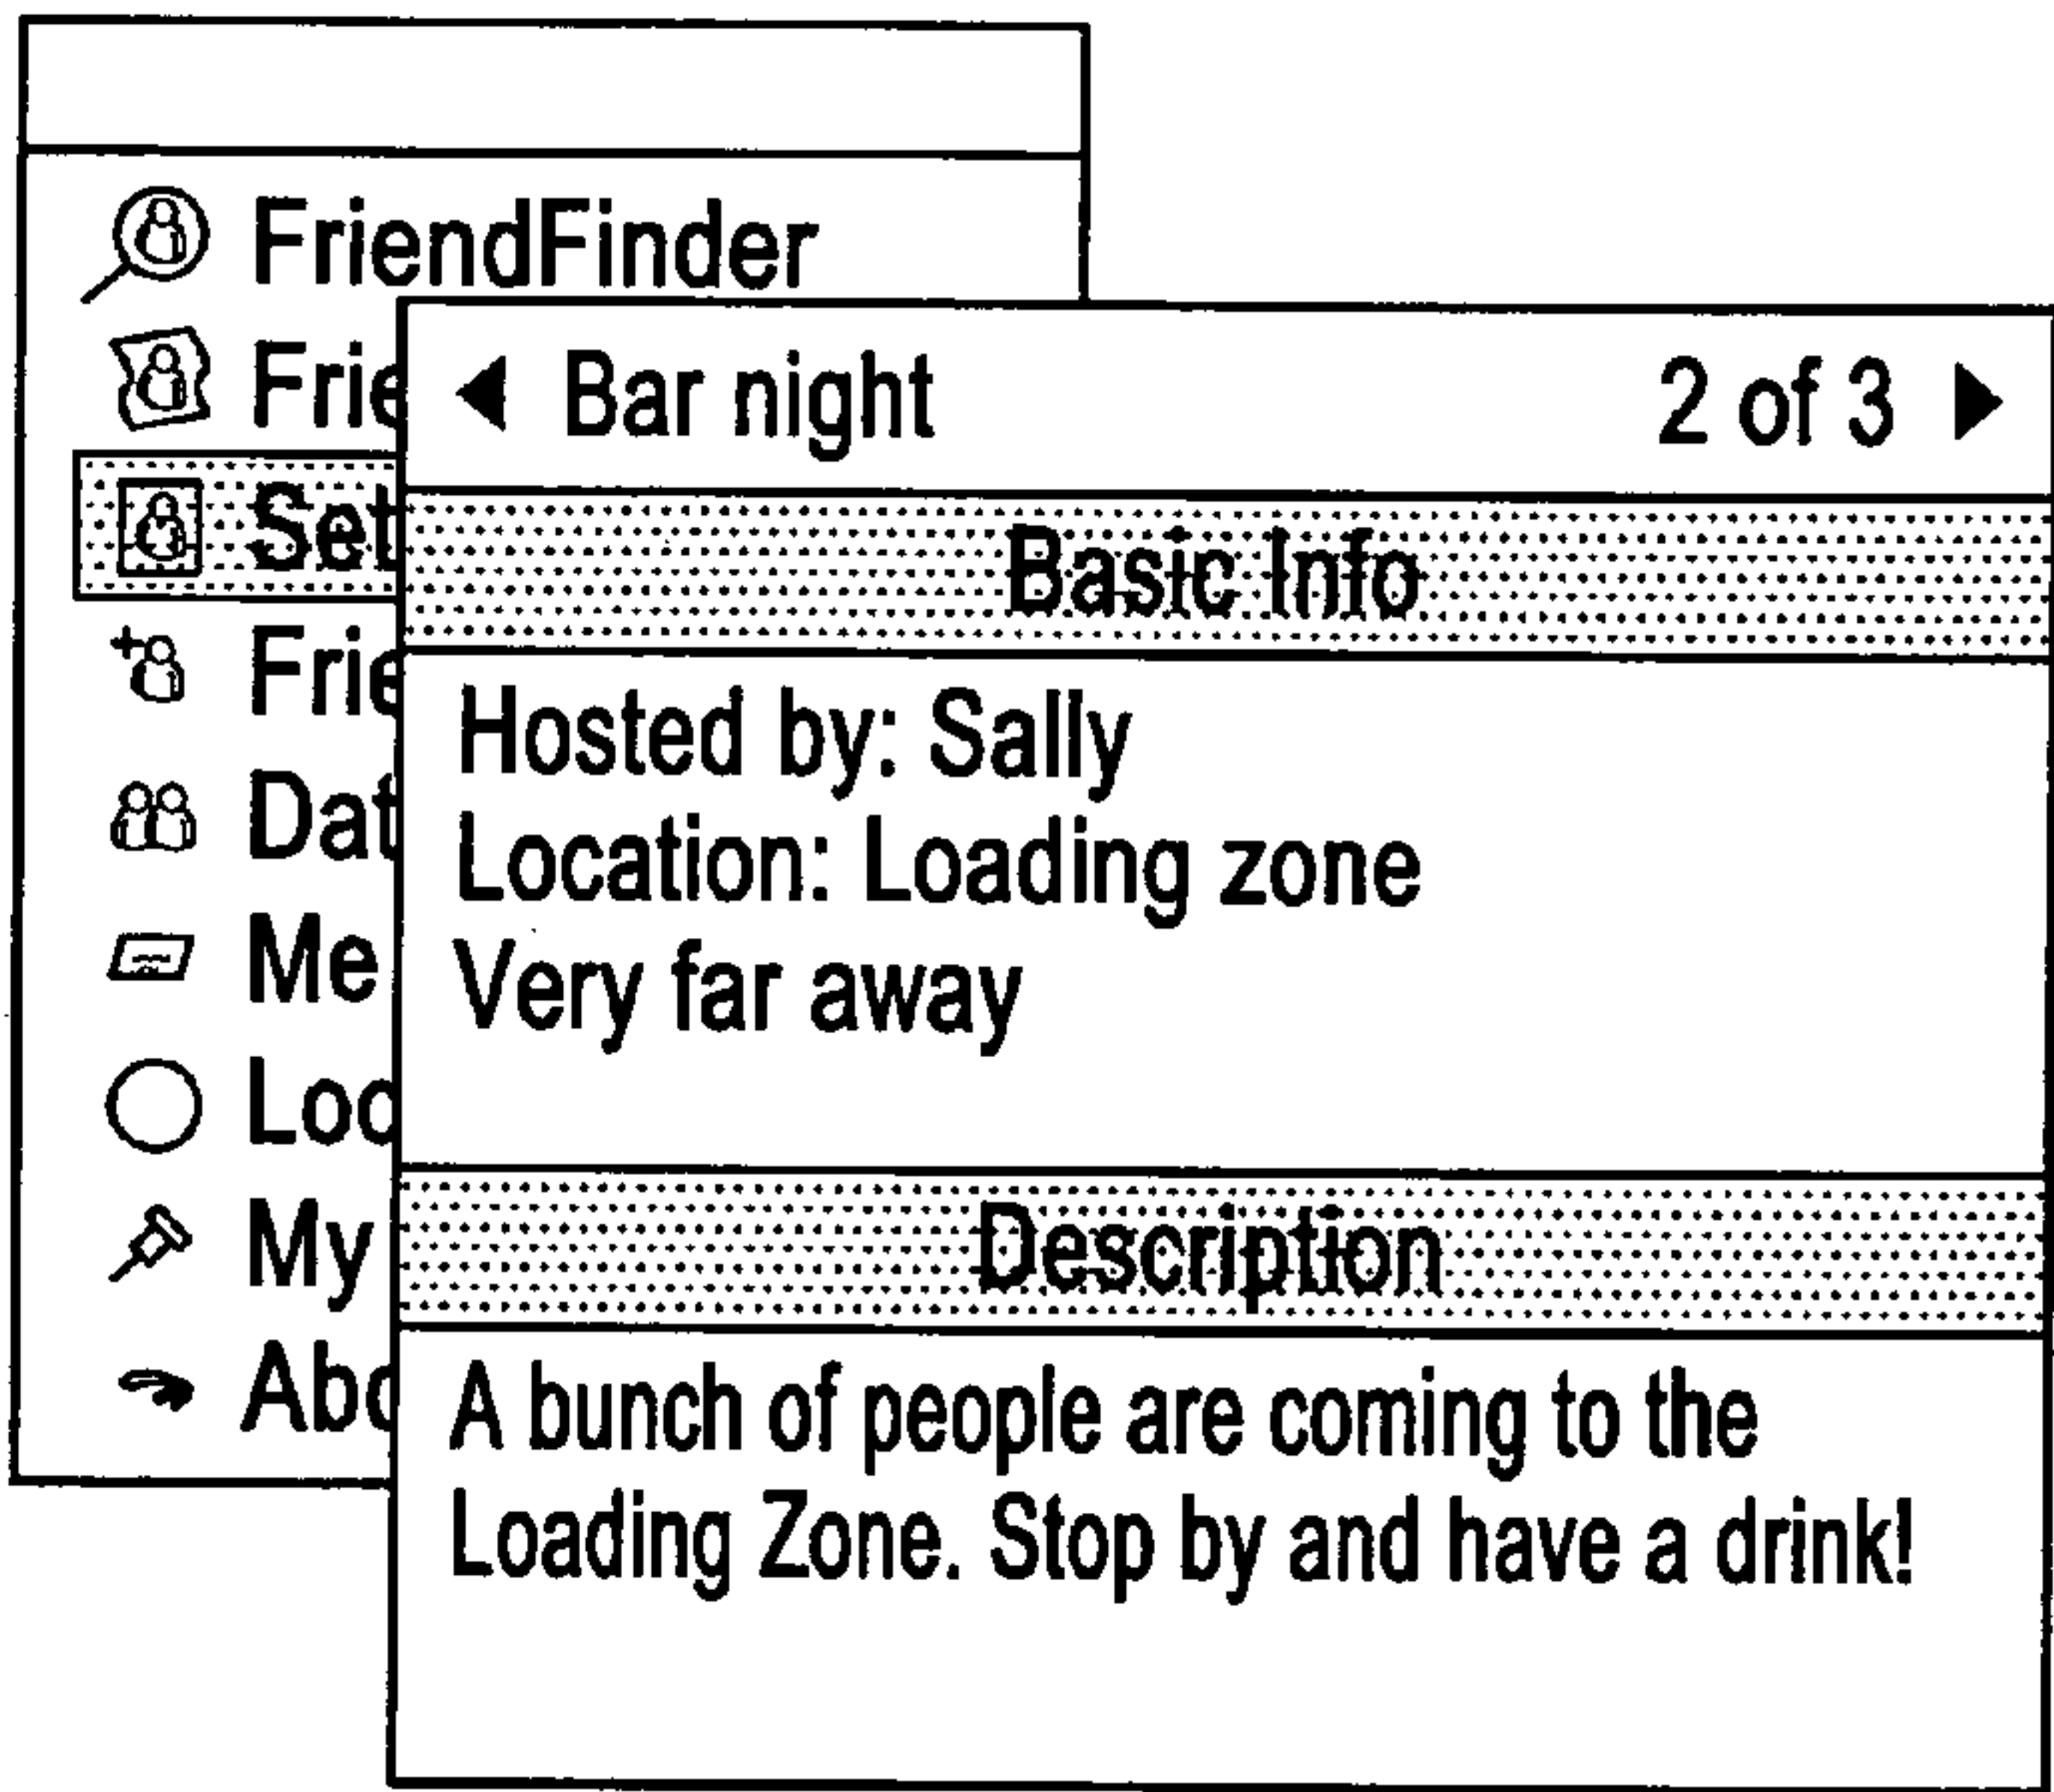 FriendFinder
Frie
Set
Frie
Dat
Me
Loc
My
Abo
Bar night 2 of 3
Basic Info
Hosted by: Sally
Location: Loading zone
Very far away
Description
A bunch of people are coming to the
Loading Zone. Stop by and have a drink!